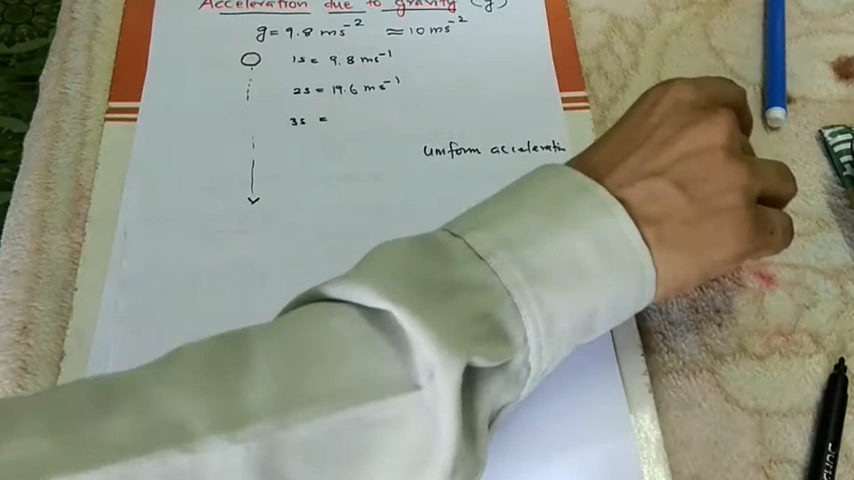 Acceleration due to gravity (g)
g = 9.8 ms⁻² ≈ 10 ms⁻²
1s = 9.8 ms⁻¹
2s = 19.6 ms⁻¹
3s =
uniform acceleration